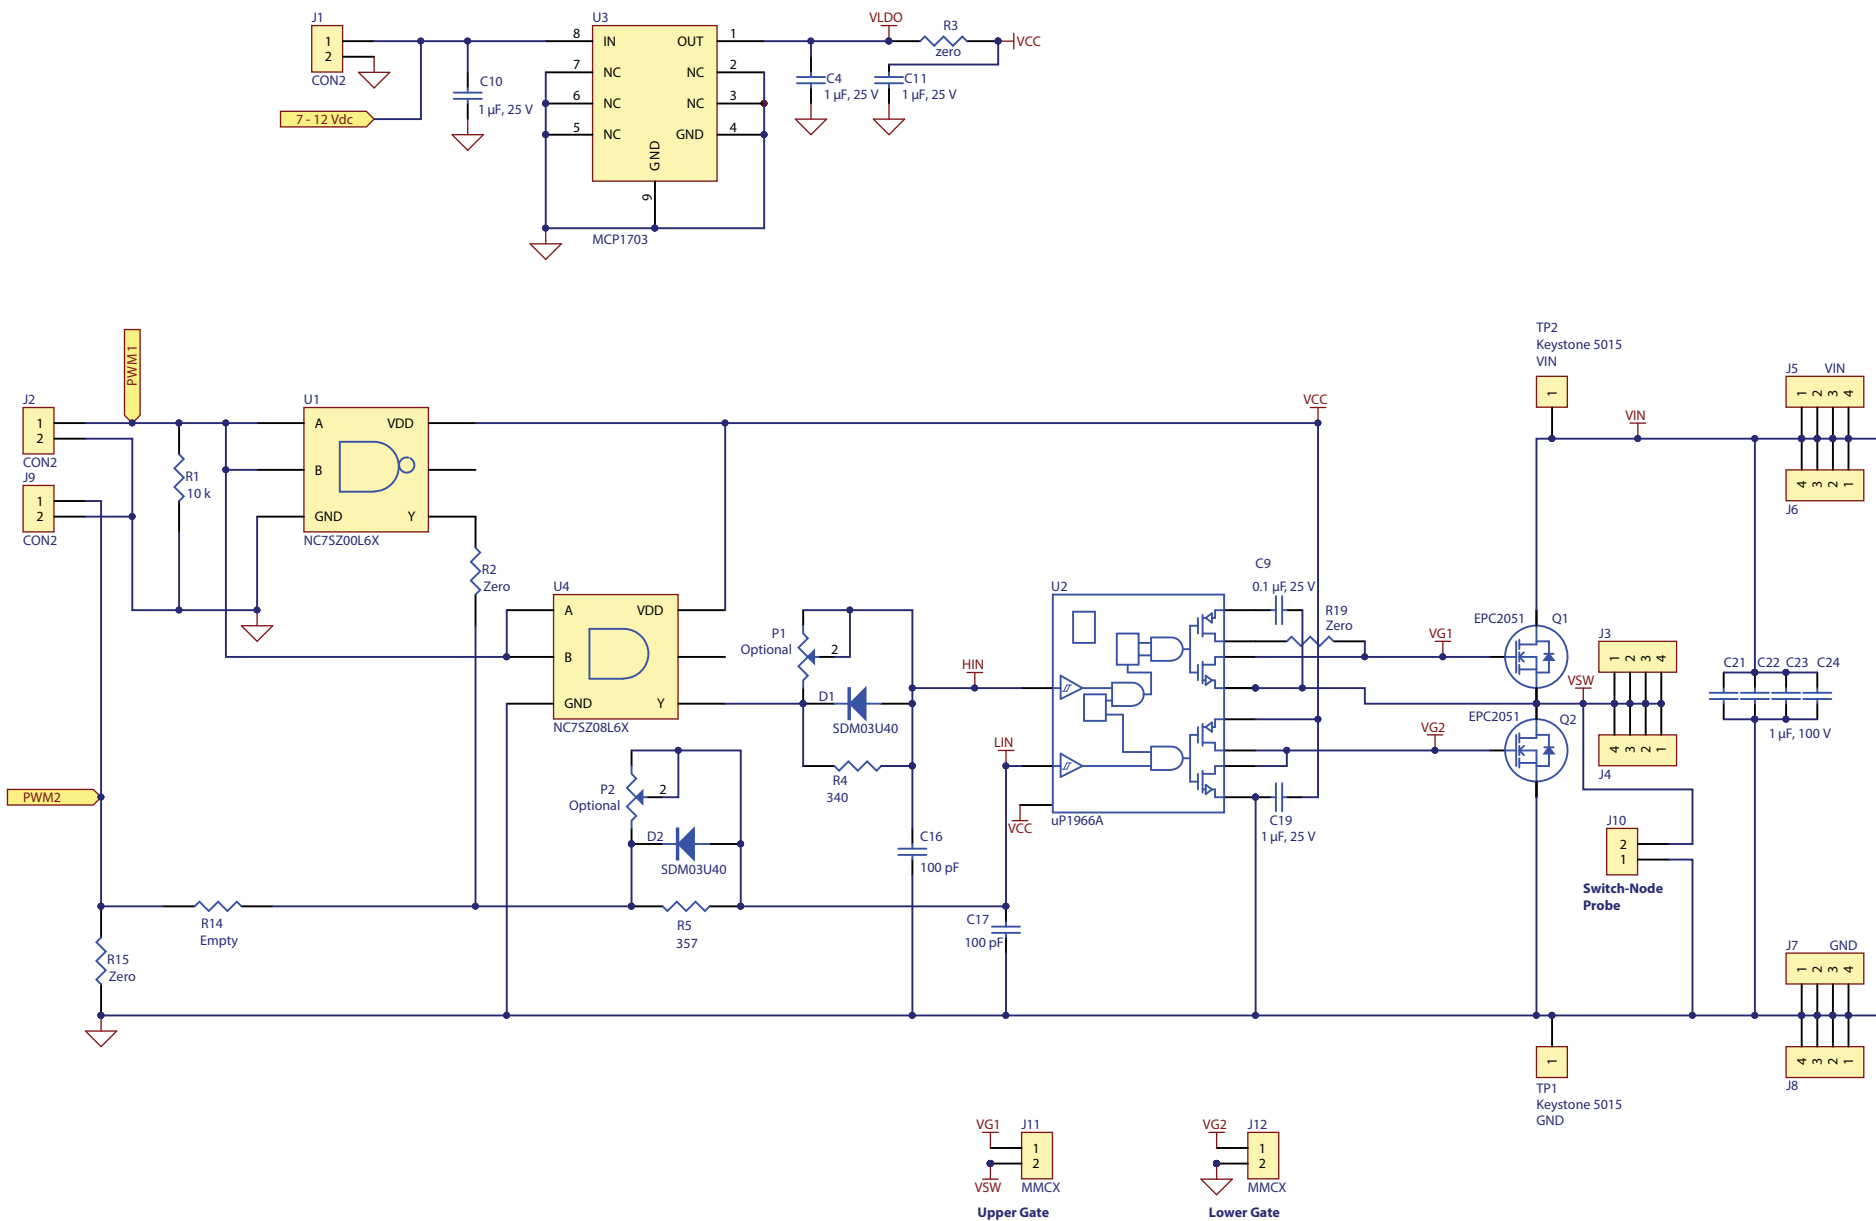 J1
1
2
CON2
7 - 12 Vdc
C10
1 µF, 25 V
U3
8
7
6
5
IN
NC
NC
NC
OUT
NC
NC
GND
GND
1
2
3
4
9
MCP1703
VLDO
R3
zero
VCC
C4
1 µF, 25 V
C11
1 µF, 25 V
PWM1
J2
1
2
CON2
J9
1
2
CON2
R1
10 k
U1
A
B
GND
VDD
Y
NC7SZ00L6X
R2
Zero
U4
A
B
GND
VDD
Y
NC7SZ08L6X
P1
Optional
2
D1
SDM03U40
R4
340
P2
Optional
2
D2
SDM03U40
R5
357
PWM2
R14
Empty
R15
Zero
C16
100 pF
C17
100 pF
HIN
LIN
VCC
U2
uP1966A
VCC
C9
0.1 µF, 25 V
R19
Zero
C19
1 µF, 25 V
VG1
VG2
EPC2051
Q1
EPC2051
Q2
TP2
Keystone 5015
VIN
1
VIN
J5
VIN
1 2 3 4
4 3 2 1
J6
J3
1 2 3 4
VSW
4 3 2 1
J4
C21 C22 C23 C24
1 µF, 100 V
J10
2
1
Switch-Node
Probe
J7
GND
1 2 3 4
4 3 2 1
J8
1
TP1
Keystone 5015
GND
VG1
J11
1
2
VSW
MMCX
Upper Gate
VG2
J12
1
2
MMCX
Lower Gate